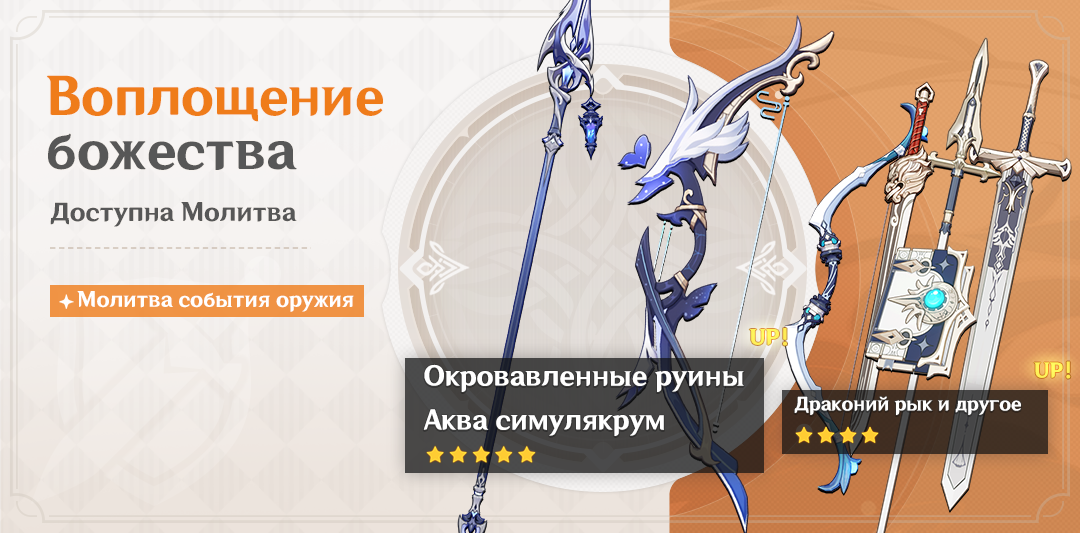 Воплощение
божества
Доступна Молитва
Молитва события оружия
UP!
Окровавленные руины
Аква симулякрум
UP!
Драконий рык и другое